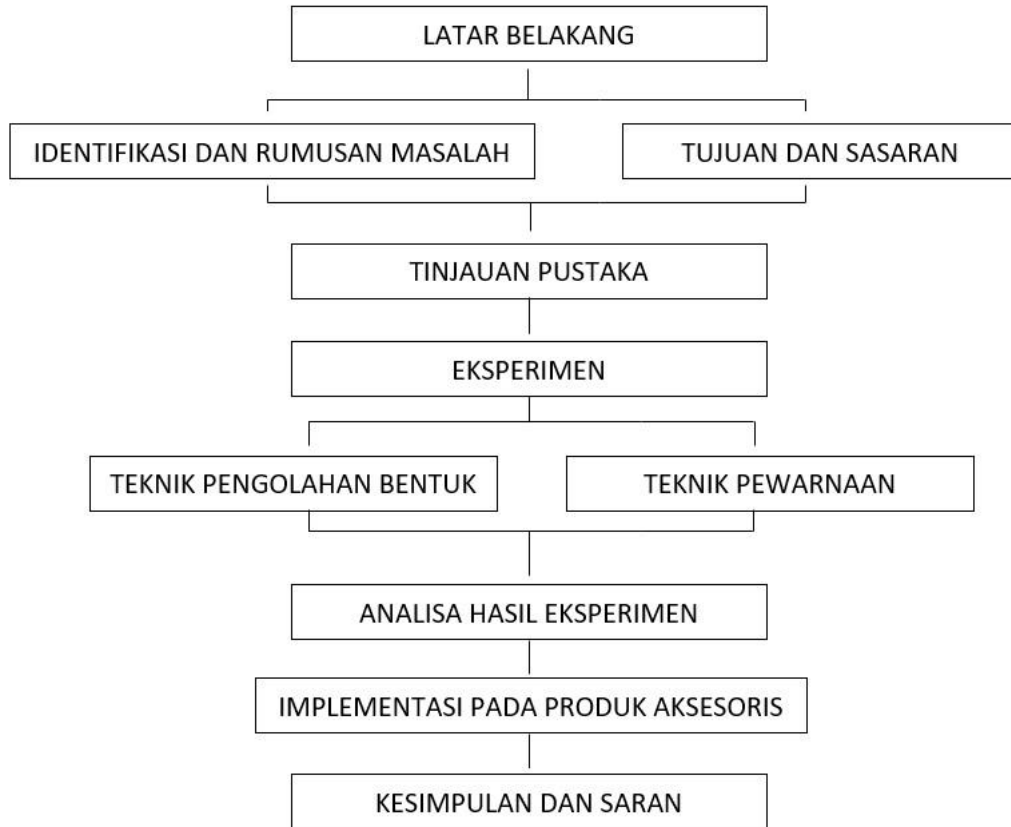 LATAR BELAKANG
IDENTIFIKASI DAN RUMUSAN MASALAH
TUJUAN DAN SASARAN
TINJAUAN PUSTAKA
EKSPERIMEN
TEKNIK PENGOLAHAN BENTUK
TEKNIK PEWARNAAN
ANALISA HASIL EKSPERIMEN
IMPLEMENTASI PADA PRODUK AKSESORIS
KESIMPULAN DAN SARAN